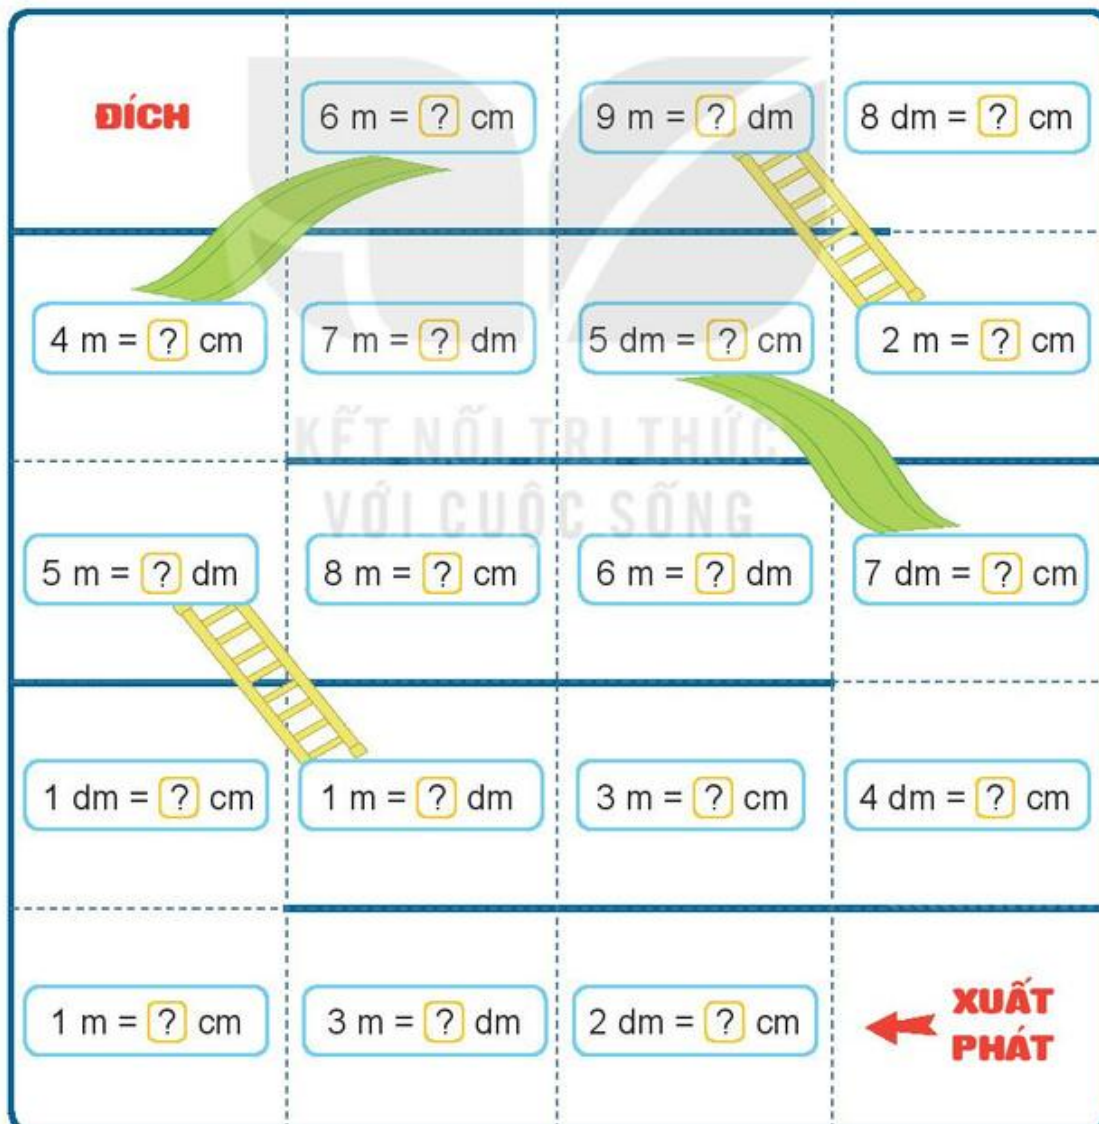 ĐÍCH
6 m = ? cm
9 m = ? dm
8 dm = ? cm
4 m = ? cm
7 m = ? dm
5 dm = ? cm
2 m = ? cm
KẾT NỐI TRI THỨC
VỚI CUỘC SỐNG
5 m = ? dm
8 m = ? cm
6 m = ? dm
7 dm = ? cm
1 dm = ? cm
1 m = ? dm
3 m = ? cm
4 dm = ? cm
1 m = ? cm
3 m = ? dm
2 dm = ? cm
XUẤT
PHÁT